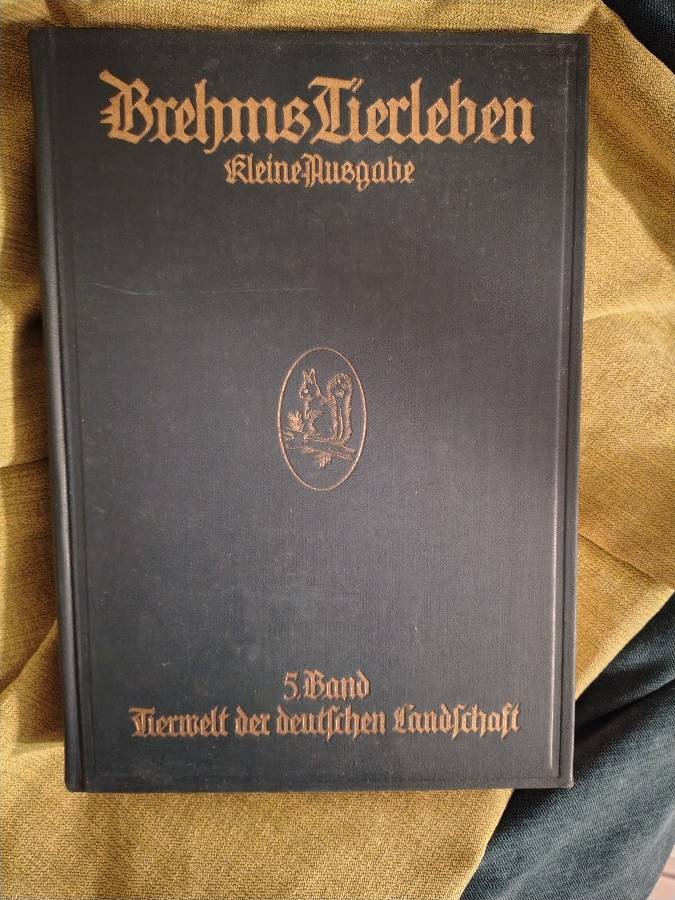 Brehms Tierleben
Kleine Ausgabe
5. Band
Tierwelt der deutschen Landschaft